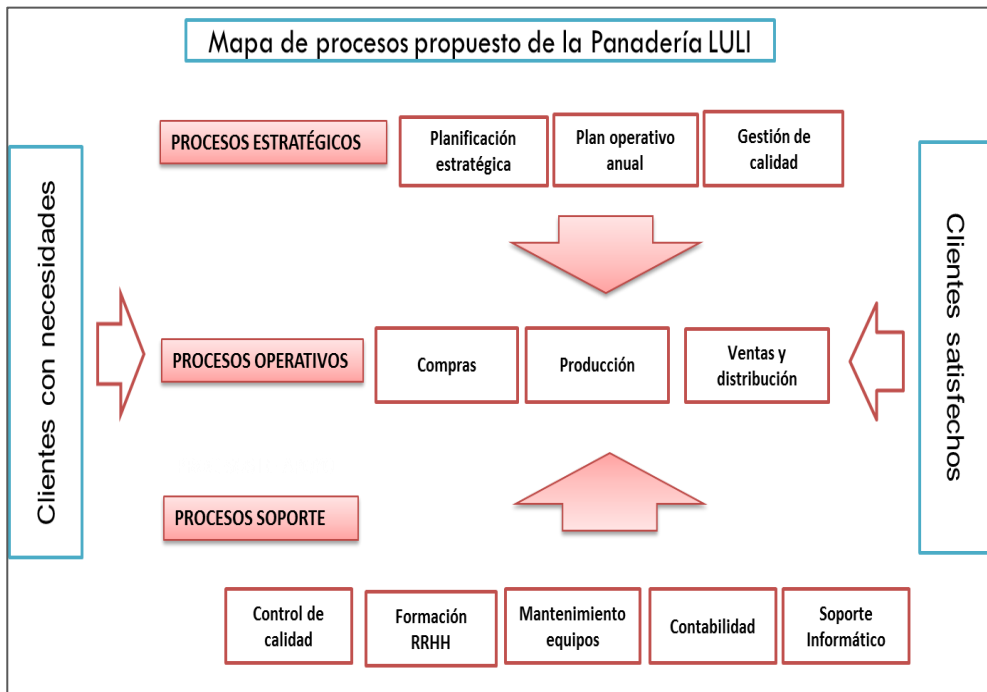 Mapa de procesos propuesto de la Panadería LULI
PROCESOS ESTRATÉGICOS
Planificación
estratégica
Plan operativo
anual
Gestión de
calidad
Clientes con necesidades
PROCESOS OPERATIVOS
Compras
Producción
Ventas y
distribución
Clientes satisfechos
PROCESOS SOPORTE
Control de
calidad
Formación
RRHH
Mantenimiento
equipos
Contabilidad
Soporte
Informático